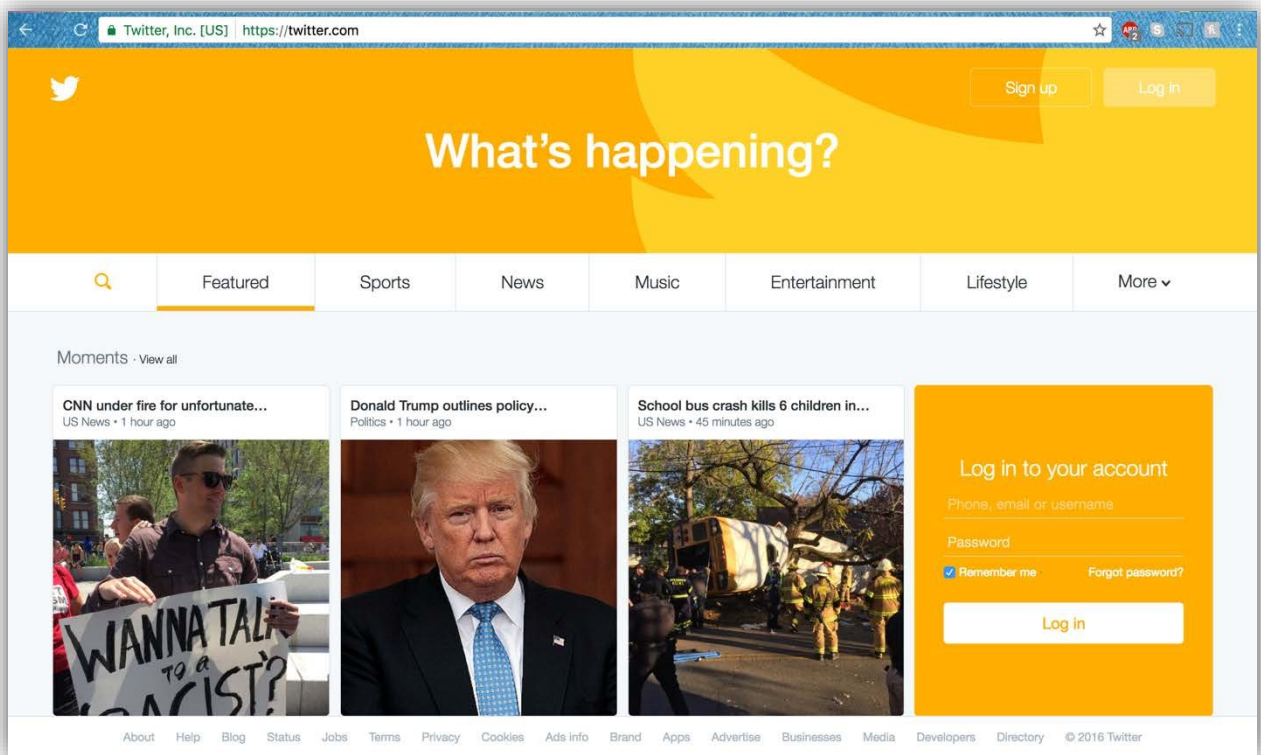 Twitter, Inc. [US] https://twitter.com
ABP 2 S
Sign up Log in
What's happening?
Featured Sports News Music Entertainment Lifestyle More
Moments · View all
CNN under fire for unfortunate...
US News • 1 hour ago
Donald Trump outlines policy...
Politics • 1 hour ago
School bus crash kills 6 children in...
US News • 45 minutes ago
WANNA TALK
TO A
RACIST?
Log in to your account
Phone, email or username
Password
Remember me · Forgot password?
Log in
About Help Blog Status Jobs Terms Privacy Cookies Ads info Brand Apps Advertise Businesses Media Developers Directory © 2016 Twitter